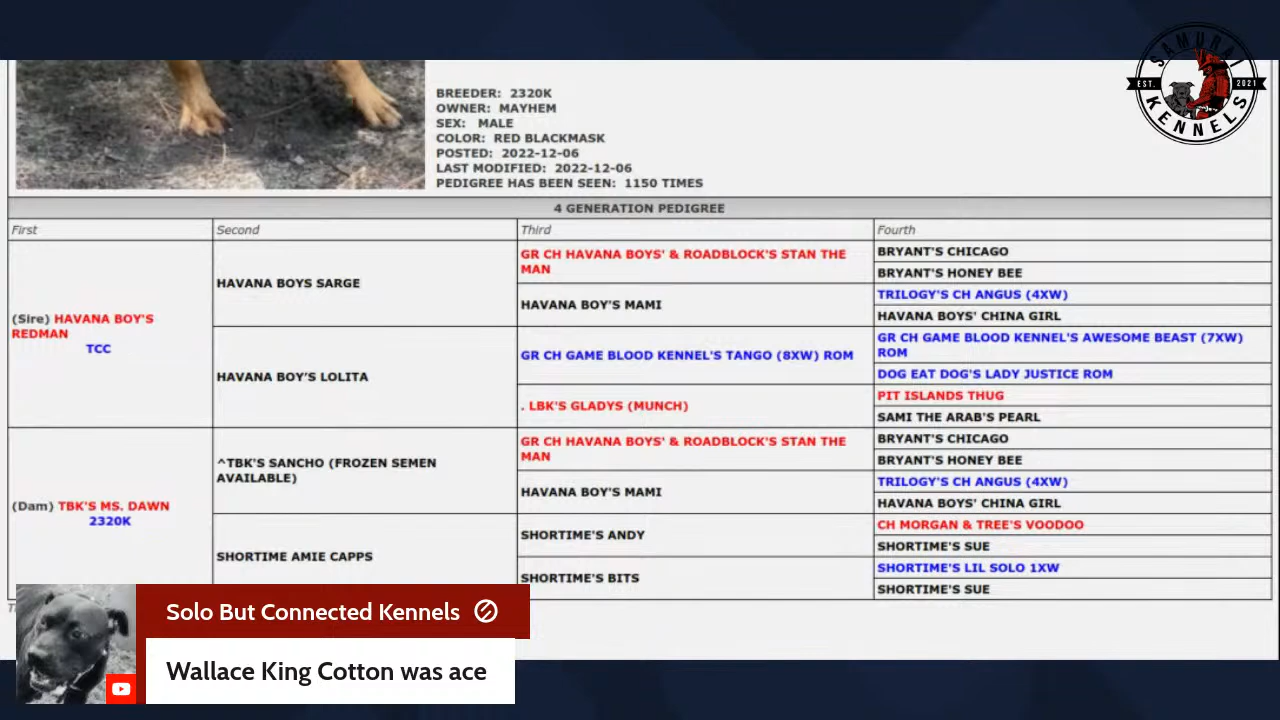 SAMURAI
EST. 2021
KENNELS
BREEDER: 2320K
OWNER: MAYHEM
SEX: MALE
COLOR: RED BLACKMASK
POSTED: 2022-12-06
LAST MODIFIED: 2022-12-06
PEDIGREE HAS BEEN SEEN: 1150 TIMES
4 GENERATION PEDIGREE
First Second Third Fourth
(Sire) HAVANA BOY'S
REDMAN
TCC
HAVANA BOYS SARGE
GR CH HAVANA BOYS' & ROADBLOCK'S STAN THE
MAN
BRYANT'S CHICAGO
BRYANT'S HONEY BEE
HAVANA BOY'S MAMI
TRILOGY'S CH ANGUS (4XW)
HAVANA BOYS' CHINA GIRL
HAVANA BOY'S LOLITA
GR CH GAME BLOOD KENNEL'S TANGO (8XW) ROM
GR CH GAME BLOOD KENNEL'S AWESOME BEAST (7XW)
ROM
DOG EAT DOG'S LADY JUSTICE ROM
. LBK'S GLADYS (MUNCH)
PIT ISLANDS THUG
SAMI THE ARAB'S PEARL
(Dam) TBK'S MS. DAWN
2320K
^TBK'S SANCHO (FROZEN SEMEN
AVAILABLE)
GR CH HAVANA BOYS' & ROADBLOCK'S STAN THE
MAN
BRYANT'S CHICAGO
BRYANT'S HONEY BEE
HAVANA BOY'S MAMI
TRILOGY'S CH ANGUS (4XW)
HAVANA BOYS' CHINA GIRL
SHORTIME AMIE CAPPS
SHORTIME'S ANDY
CH MORGAN & TREE'S VOODOO
SHORTIME'S SUE
SHORTIME'S BITS
SHORTIME'S LIL SOLO 1XW
SHORTIME'S SUE
Solo But Connected Kennels
Wallace King Cotton was ace